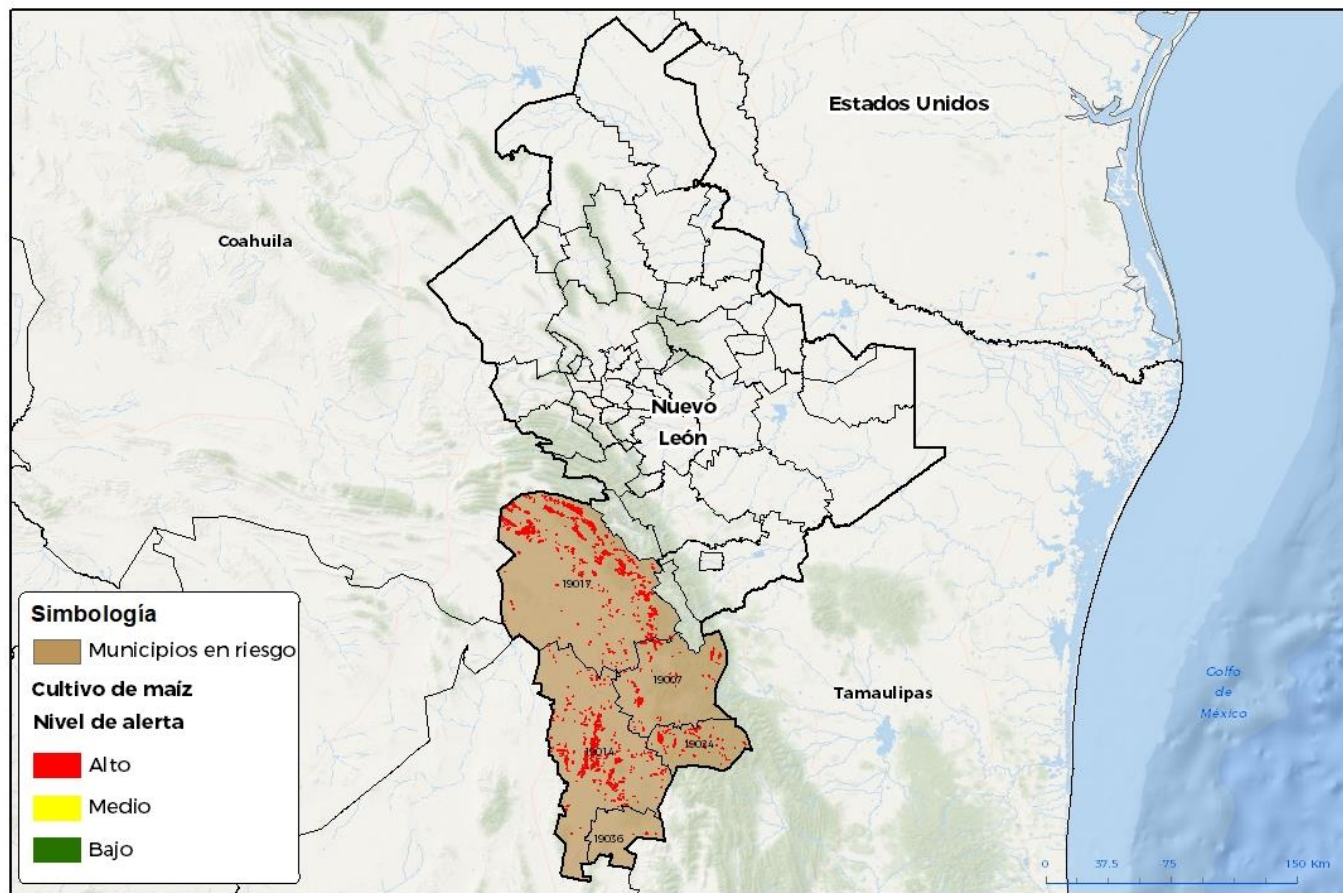 Estados Unidos
Coahuila
Nuevo
León
19017
19007
Tamaulipas
19014
19024
19036
Golfo
de
México
Simbología
Municipios en riesgo
Cultivo de maíz
Nivel de alerta
Alto
Medio
Bajo
0 37.5 75 150 Km